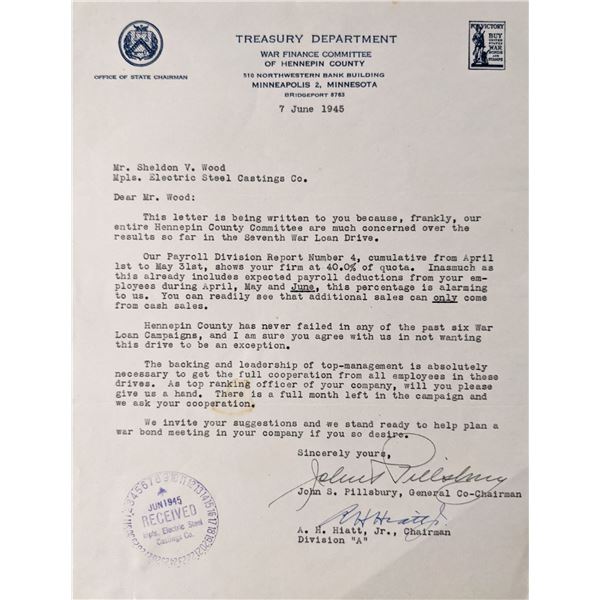 TREASURY DEPARTMENT
WAR FINANCE COMMITTEE
OF HENNEPIN COUNTY
510 NORTHWESTERN BANK BUILDING
MINNEAPOLIS 2, MINNESOTA
BRIDGEPORT 8763
OFFICE OF STATE CHAIRMAN
FOR VICTORY
BUY
UNITED
STATES
WAR
BONDS
AND
STAMPS
7 June 1945
Mr. Sheldon V. Wood
Mpls. Electric Steel Castings Co.
Dear Mr. Wood:
This letter is being written to you because, frankly, our
entire Hennepin County Committee are much concerned over the
results so far in the Seventh War Loan Drive.
Our Payroll Division Report Number 4, cumulative from April
1st to May 31st, shows your firm at 40.0% of quota. Inasmuch as
this already includes expected payroll deductions from your em-
ployees during April, May and June, this percentage is alarming
to us. You can readily see that additional sales can only come
from cash sales.
Hennepin County has never failed in any of the past six War
Loan Campaigns, and I am sure you agree with us in not wanting
this drive to be an exception.
The backing and leadership of top-management is absolutely
necessary to get the full cooperation from all employees in these
drives. As top ranking officer of your company, will you please
give us a hand. There is a full month left in the campaign and
we ask your cooperation.
We invite your suggestions and we stand ready to help plan a
war bond meeting in your company if you so desire.
Sincerely yours,
John S. Pillsbury
John S. Pillsbury, General Co-Chairman
A H Hiatt Jr.
A. H. Hiatt, Jr., Chairman
Division "A"
JUN 1945
RECEIVED
Mpls. Electric Steel
Castings Co.